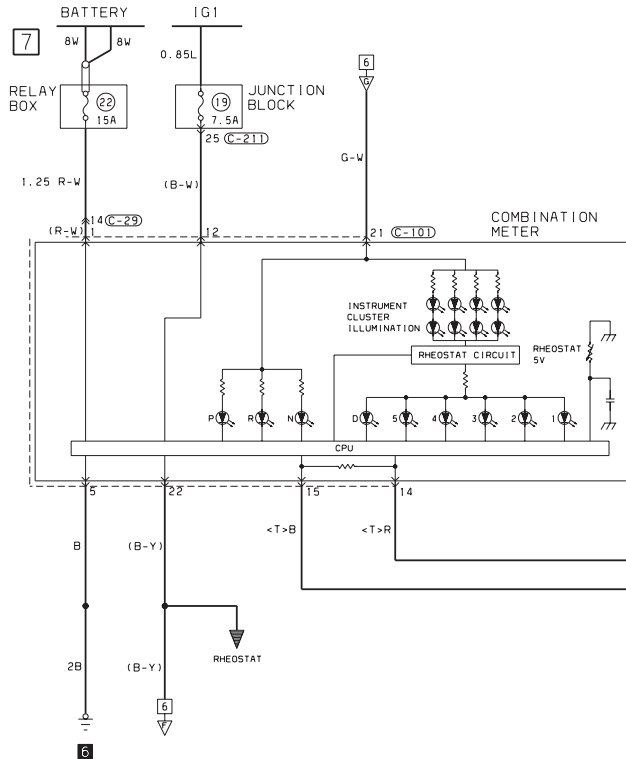 BATTERY
IG1
7
8W
8W
0.85L
6
G
RELAY
BOX
22
15A
19
7.5A
JUNCTION
BLOCK
25 C-211
1.25 R-W
(B-W)
G-W
14 C-29
(R-W) 1
12
21 C-101
COMBINATION
METER
INSTRUMENT
CLUSTER
ILLUMINATION
RHEOSTAT CIRCUIT
RHEOSTAT
5V
P
R
N
D
5
4
3
2
1
CPU
5
22
15
14
B
(B-Y)
<T>B
<T>R
RHEOSTAT
2B
(B-Y)
6
F
6